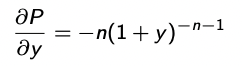 ∂P/∂y = −n(1 + y)^{−n−1}